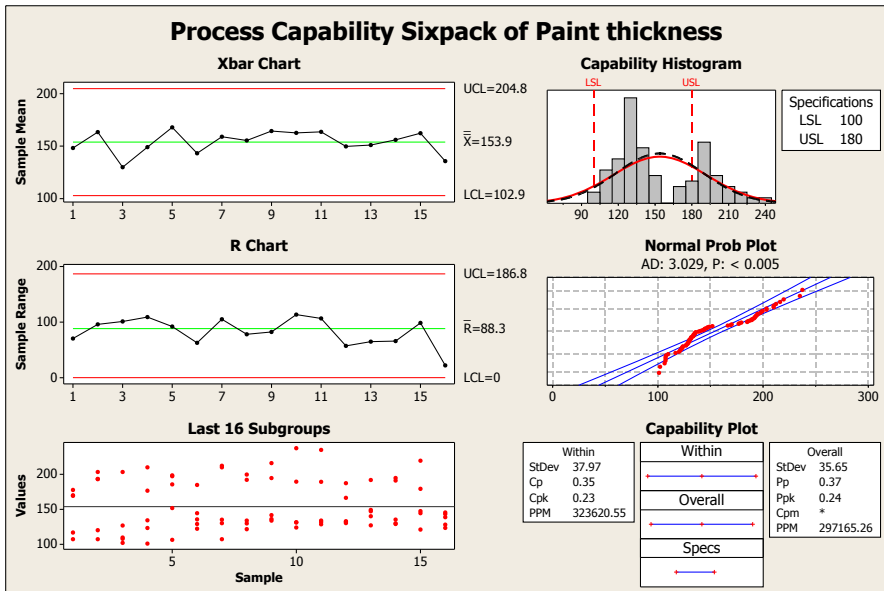 Process Capability Sixpack of Paint thickness
Xbar Chart
Sample Mean
200
150
100
1 3 5 7 9 11 13 15
UCL=204.8
X=153.9
LCL=102.9
R Chart
Sample Range
200
100
0
1 3 5 7 9 11 13 15
UCL=186.8
R=88.3
LCL=0
Last 16 Subgroups
Values
200
150
100
5 10 15
Sample
Capability Histogram
LSL USL
90 120 150 180 210 240
Specifications
LSL 100
USL 180
Normal Prob Plot
AD: 3.029, P: < 0.005
0 100 200 300
Capability Plot
Within
StDev 37.97
Cp 0.35
Cpk 0.23
PPM 323620.55
Within
Overall
Specs
Overall
StDev 35.65
Pp 0.37
Ppk 0.24
Cpm *
PPM 297165.26